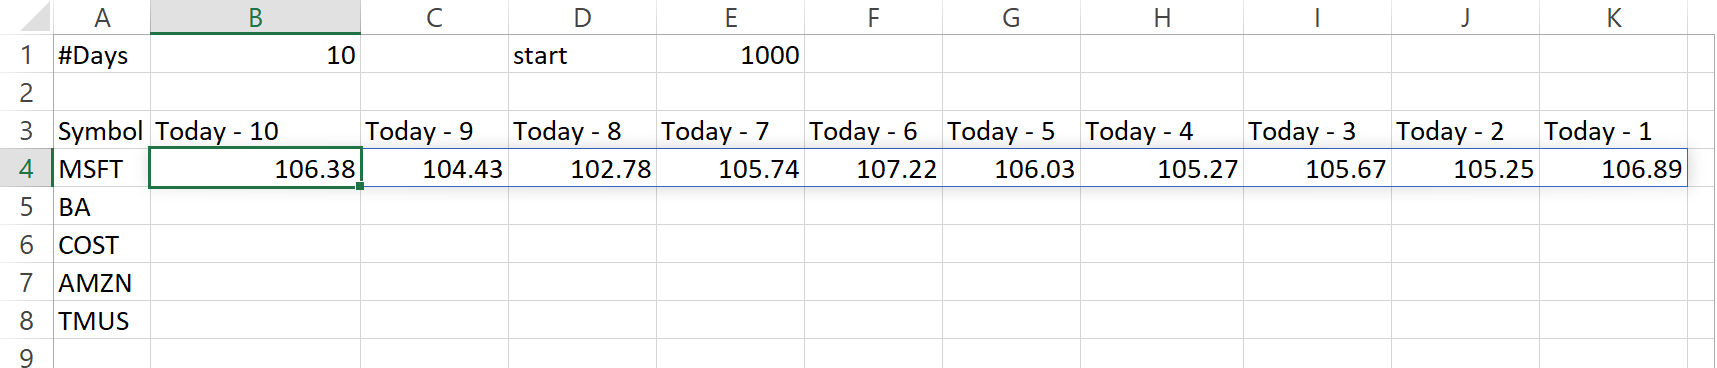 A B C D E F G H I J K
1 #Days 10 start 1000
2
3 Symbol Today - 10 Today - 9 Today - 8 Today - 7 Today - 6 Today - 5 Today - 4 Today - 3 Today - 2 Today - 1
4 MSFT 106.38 104.43 102.78 105.74 107.22 106.03 105.27 105.67 105.25 106.89
5 BA
6 COST
7 AMZN
8 TMUS
9